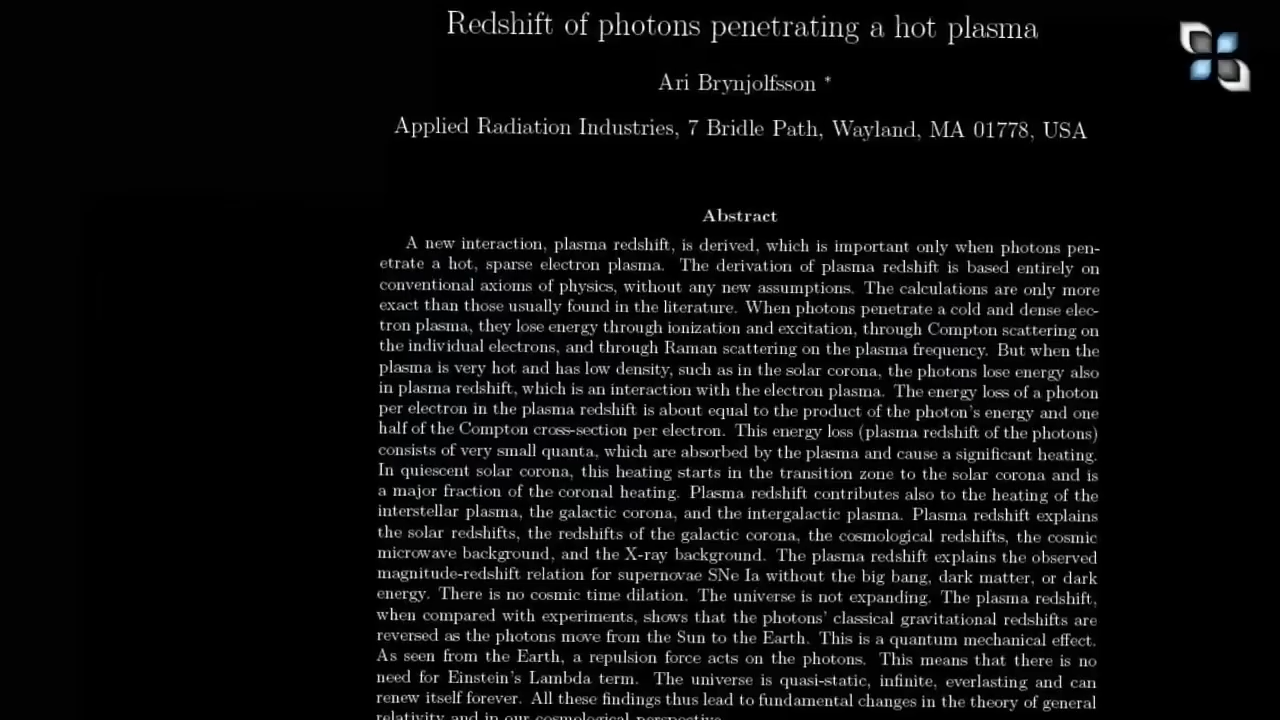 Redshift of photons penetrating a hot plasma
Ari Brynjolfsson *
Applied Radiation Industries, 7 Bridle Path, Wayland, MA 01778, USA
Abstract
A new interaction, plasma redshift, is derived, which is important only when photons pen-
etrate a hot, sparse electron plasma. The derivation of plasma redshift is based entirely on
conventional axioms of physics, without any new assumptions. The calculations are only more
exact than those usually found in the literature. When photons penetrate a cold and dense elec-
tron plasma, they lose energy through ionization and excitation, through Compton scattering on
the individual electrons, and through Raman scattering on the plasma frequency. But when the
plasma is very hot and has low density, such as in the solar corona, the photons lose energy also
in plasma redshift, which is an interaction with the electron plasma. The energy loss of a photon
per electron in the plasma redshift is about equal to the product of the photon's energy and one
half of the Compton cross-section per electron. This energy loss (plasma redshift of the photons)
consists of very small quanta, which are absorbed by the plasma and cause a significant heating.
In quiescent solar corona, this heating starts in the transition zone to the solar corona and is
a major fraction of the coronal heating. Plasma redshift contributes also to the heating of the
interstellar plasma, the galactic corona, and the intergalactic plasma. Plasma redshift explains
the solar redshifts, the redshifts of the galactic corona, the cosmological redshifts, the cosmic
microwave background, and the X-ray background. The plasma redshift explains the observed
magnitude-redshift relation for supernovae SNe Ia without the big bang, dark matter, or dark
energy. There is no cosmic time dilation. The universe is not expanding. The plasma redshift,
when compared with experiments, shows that the photons' classical gravitational redshifts are
reversed as the photons move from the Sun to the Earth. This is a quantum mechanical effect.
As seen from the Earth, a repulsion force acts on the photons. This means that there is no
need for Einstein's Lambda term. The universe is quasi-static, infinite, everlasting and can
renew itself forever. All these findings thus lead to fundamental changes in the theory of general
relativity and in our cosmological perspective.